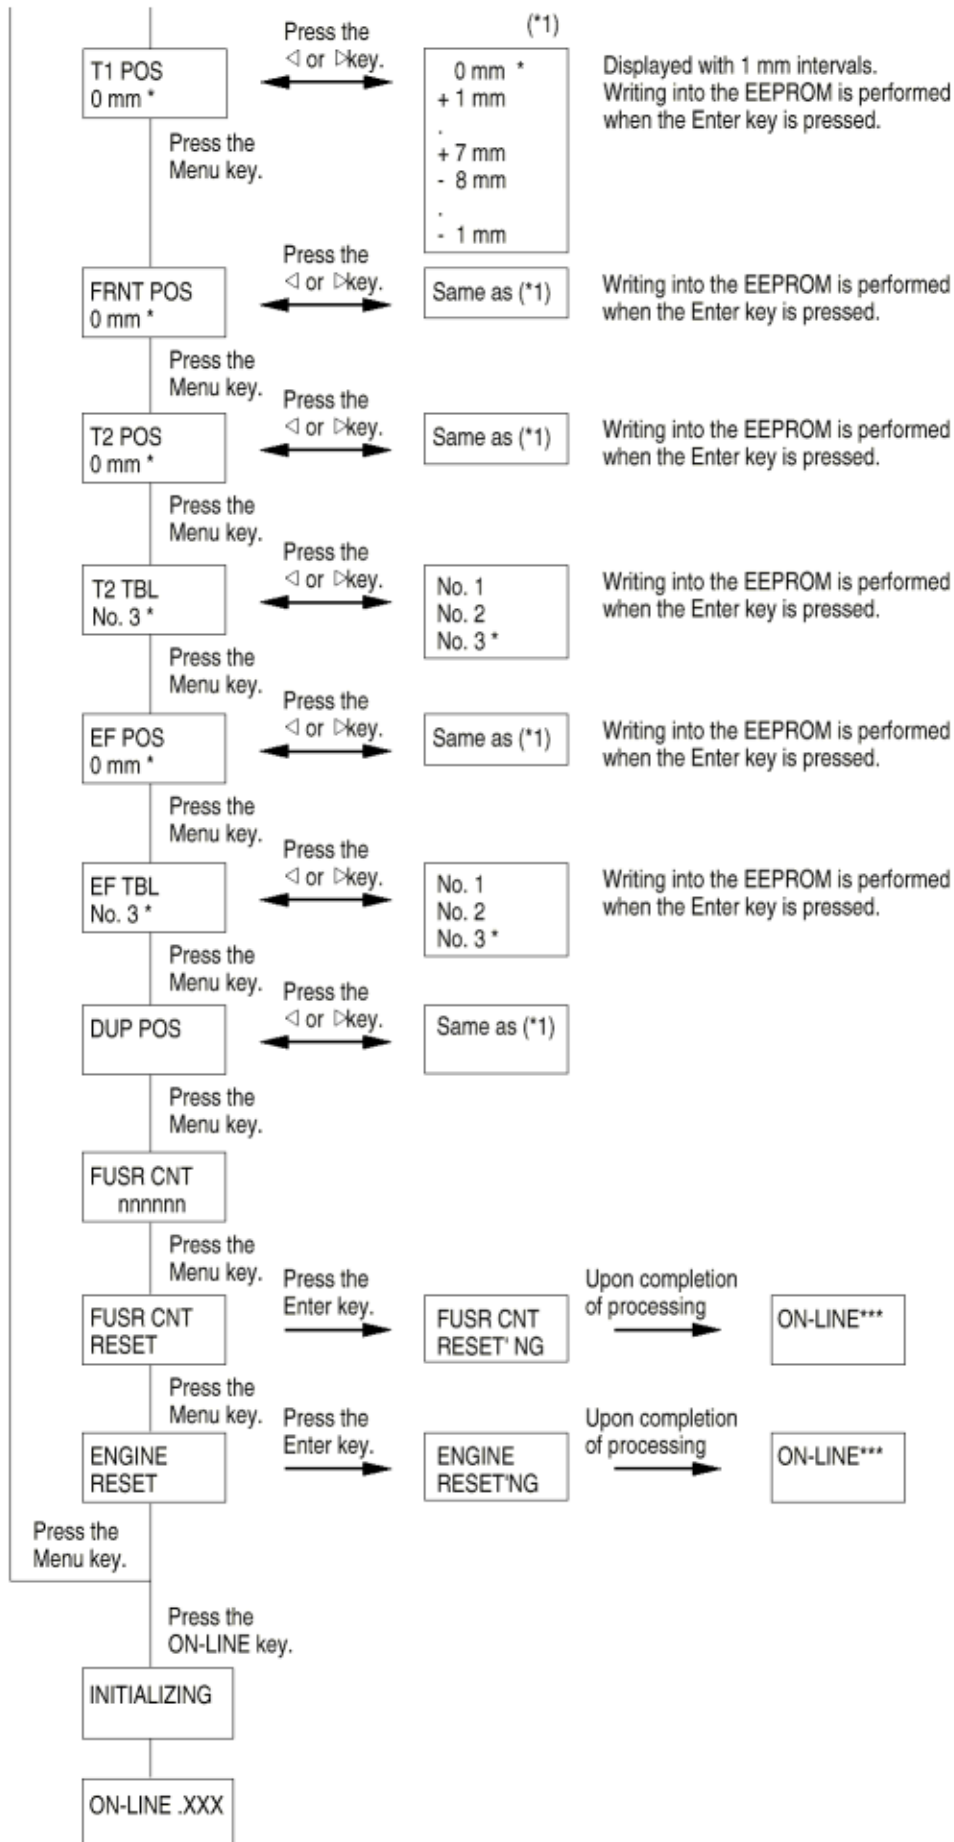 (*1)
Press the
◁ or ▷key.
T1 POS
0 mm *
0 mm *
+ 1 mm
.
+ 7 mm
- 8 mm
.
- 1 mm
Displayed with 1 mm intervals.
Writing into the EEPROM is performed
when the Enter key is pressed.
Press the
Menu key.
Press the
◁ or ▷key.
FRNT POS
0 mm *
Same as (*1)
Writing into the EEPROM is performed
when the Enter key is pressed.
Press the
Menu key.
Press the
◁ or ▷key.
T2 POS
0 mm *
Same as (*1)
Writing into the EEPROM is performed
when the Enter key is pressed.
Press the
Menu key.
Press the
◁ or ▷key.
T2 TBL
No. 3 *
No. 1
No. 2
No. 3 *
Writing into the EEPROM is performed
when the Enter key is pressed.
Press the
Menu key.
Press the
◁ or ▷key.
EF POS
0 mm *
Same as (*1)
Writing into the EEPROM is performed
when the Enter key is pressed.
Press the
Menu key.
Press the
◁ or ▷key.
EF TBL
No. 3 *
No. 1
No. 2
No. 3 *
Writing into the EEPROM is performed
when the Enter key is pressed.
Press the
Menu key.
Press the
◁ or ▷key.
DUP POS
Same as (*1)
Press the
Menu key.
FUSR CNT
nnnnnn
Press the
Menu key.
Press the
Enter key.
Upon completion
of processing
FUSR CNT
RESET
FUSR CNT
RESET' NG
ON-LINE***
Press the
Menu key.
Press the
Enter key.
Upon completion
of processing
ENGINE
RESET
ENGINE
RESET'NG
ON-LINE***
Press the
Menu key.
Press the
ON-LINE key.
INITIALIZING
ON-LINE .XXX